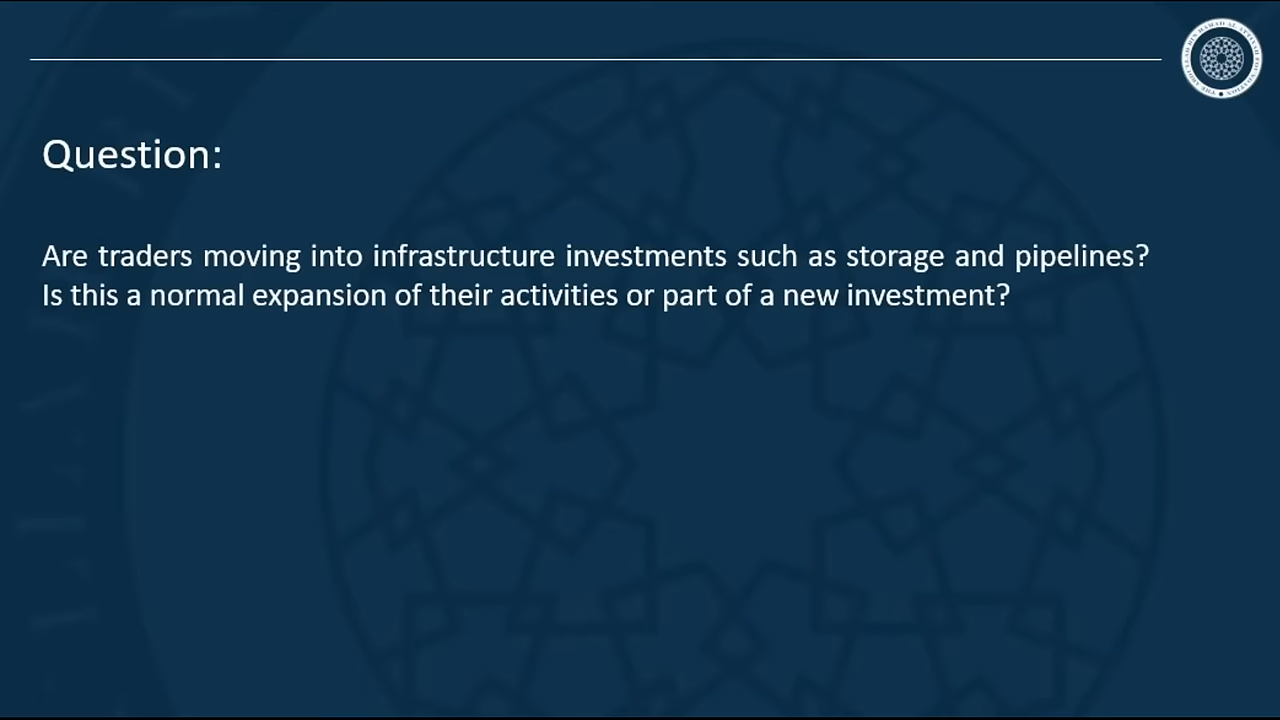 Question:
Are traders moving into infrastructure investments such as storage and pipelines?
Is this a normal expansion of their activities or part of a new investment?